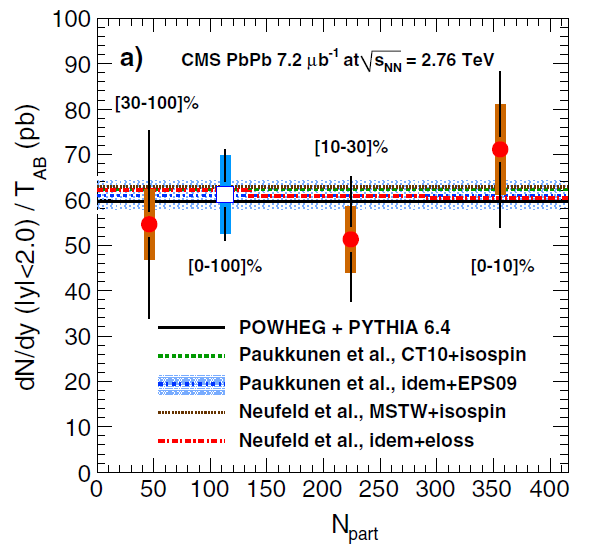 a)
CMS PbPb 7.2 μb⁻¹ at √sNN = 2.76 TeV
[30-100]%
[10-30]%
[0-100]%
[0-10]%
POWHEG + PYTHIA 6.4
Paukkunen et al., CT10+isospin
Paukkunen et al., idem+EPS09
Neufeld et al., MSTW+isospin
Neufeld et al., idem+eloss
dN/dy (|y|<2.0) / TAB (pb)
100
90
80
70
60
50
40
30
20
10
0
0 50 100 150 200 250 300 350 400
Npart